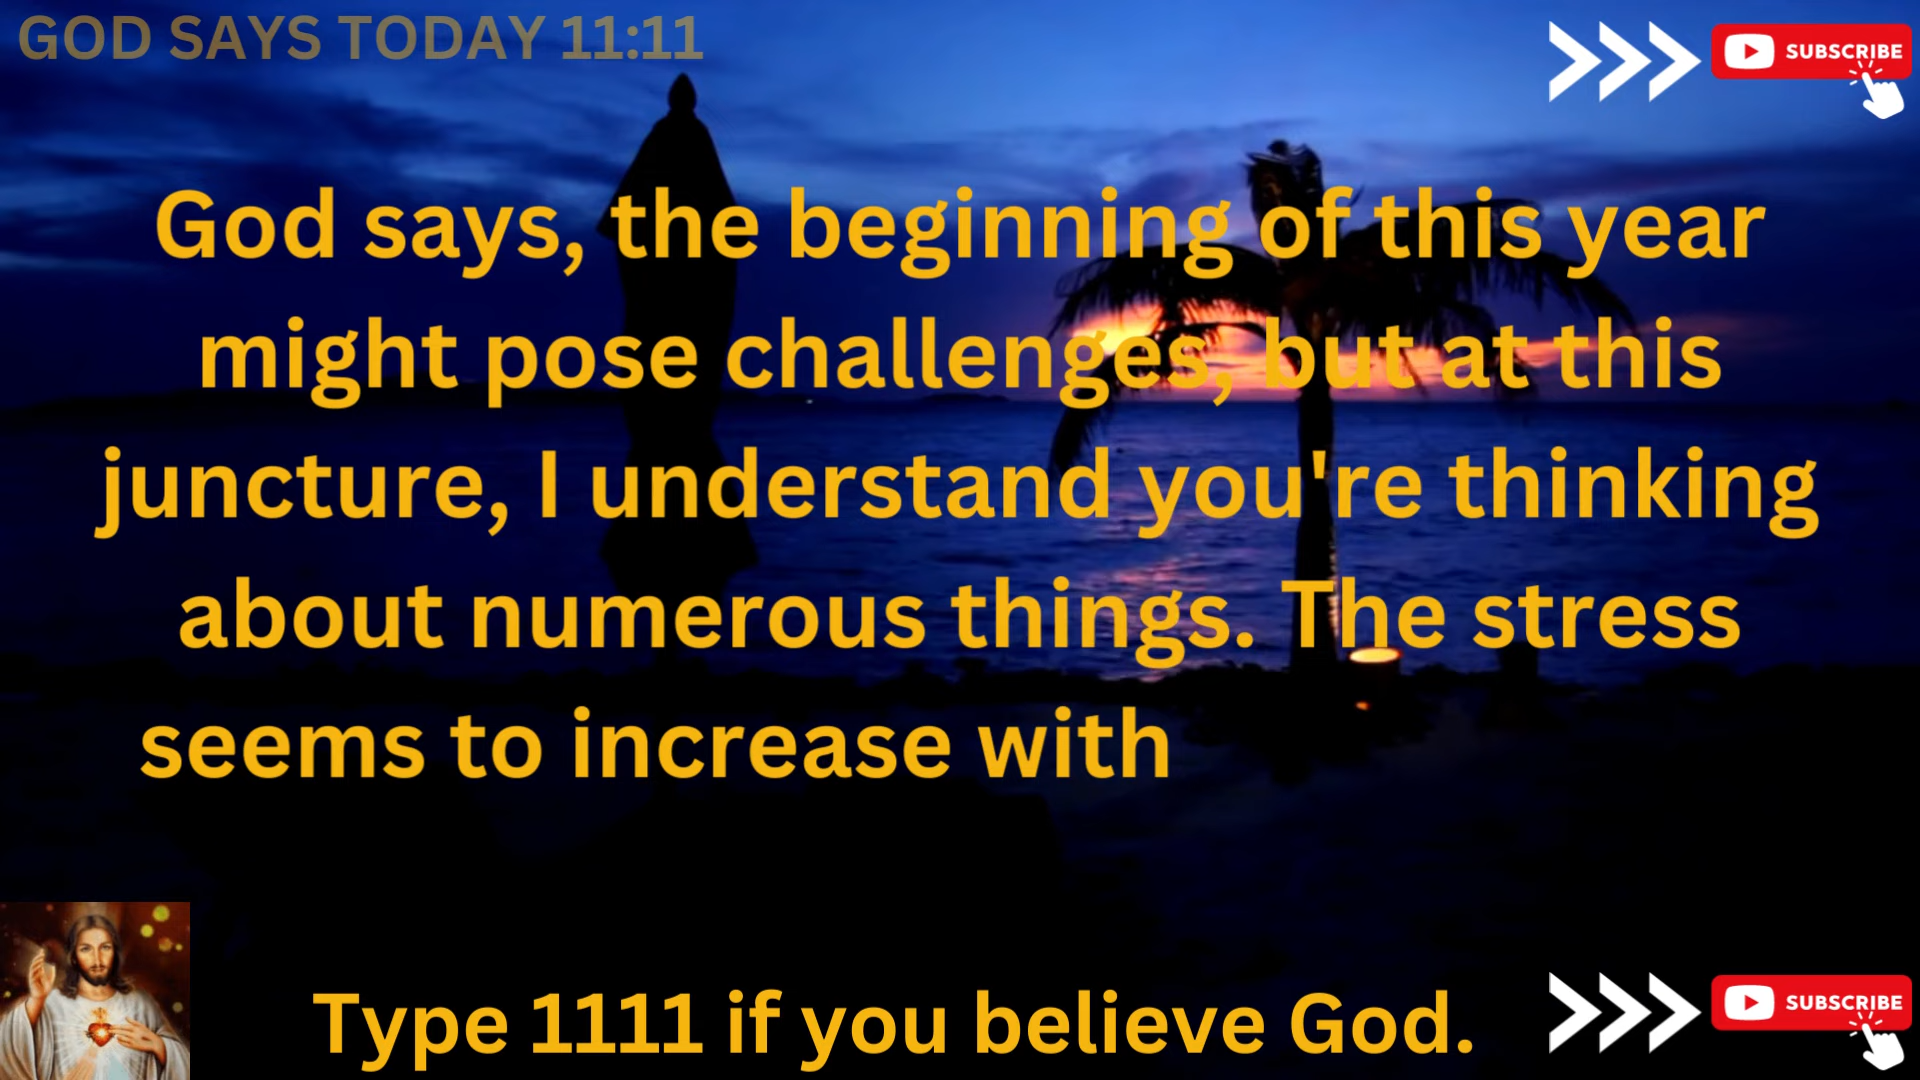 GOD SAYS TODAY 11:11
SUBSCRIBE
God says, the beginning of this year
might pose challenges, but at this
juncture, I understand you're thinking
about numerous things. The stress
seems to increase with
Type 1111 if you believe God.
SUBSCRIBE